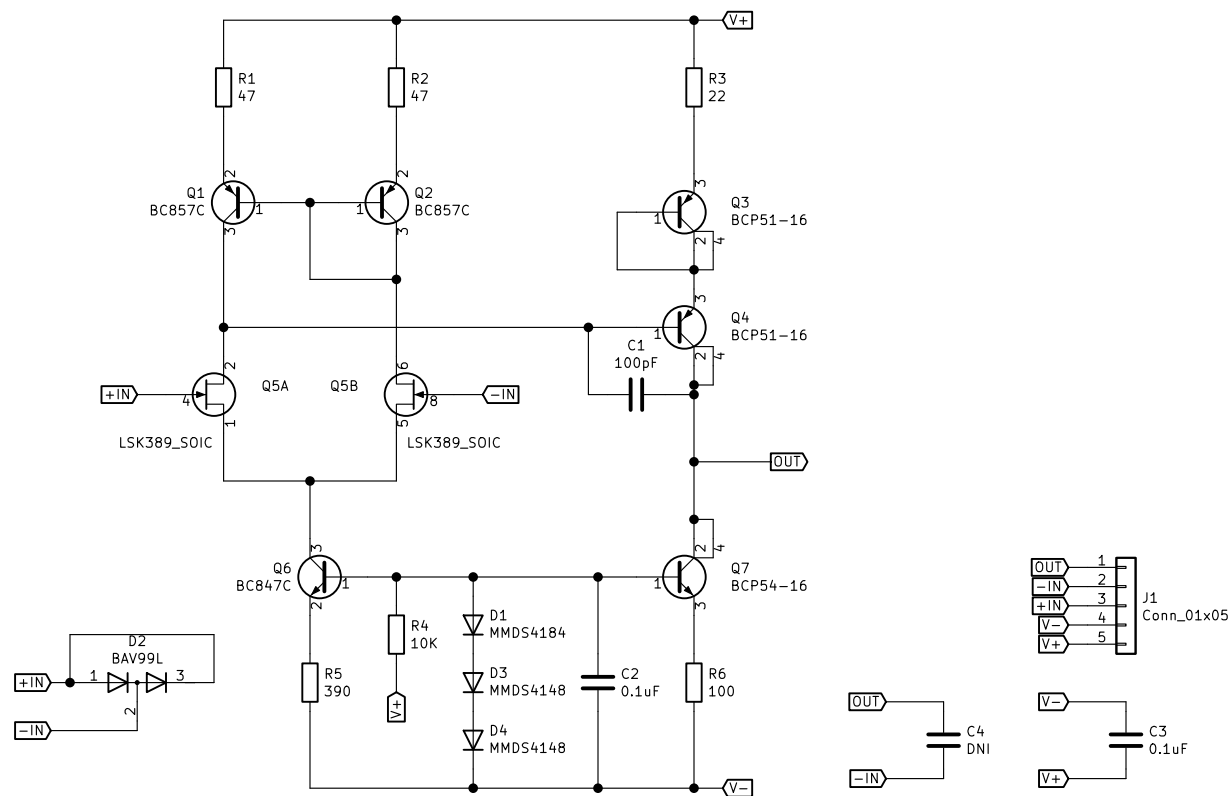 V+
R1
47
R2
47
R3
22
2
Q1
BC857C
1
3
2
Q2
BC857C
1
3
3
Q3
BCP51-16
1
2
4
3
Q4
BCP51-16
1
2
4
C1
100pF
+IN
2
4
1
Q5A
LSK389_SOIC
Q5B
6
8
5
-IN
LSK389_SOIC
OUT
3
Q6
BC847C
1
2
2
4
Q7
BCP54-16
1
3
R4
10K
V+
D1
MMDS4184
D3
MMDS4148
D4
MMDS4148
R5
390
C2
0.1uF
R6
100
V-
D2
BAV99L
+IN
1
3
2
-IN
OUT
1
-IN
2
+IN
3
V-
4
V+
5
J1
Conn_01x05
OUT
C4
DNI
-IN
V-
C3
0.1uF
V+